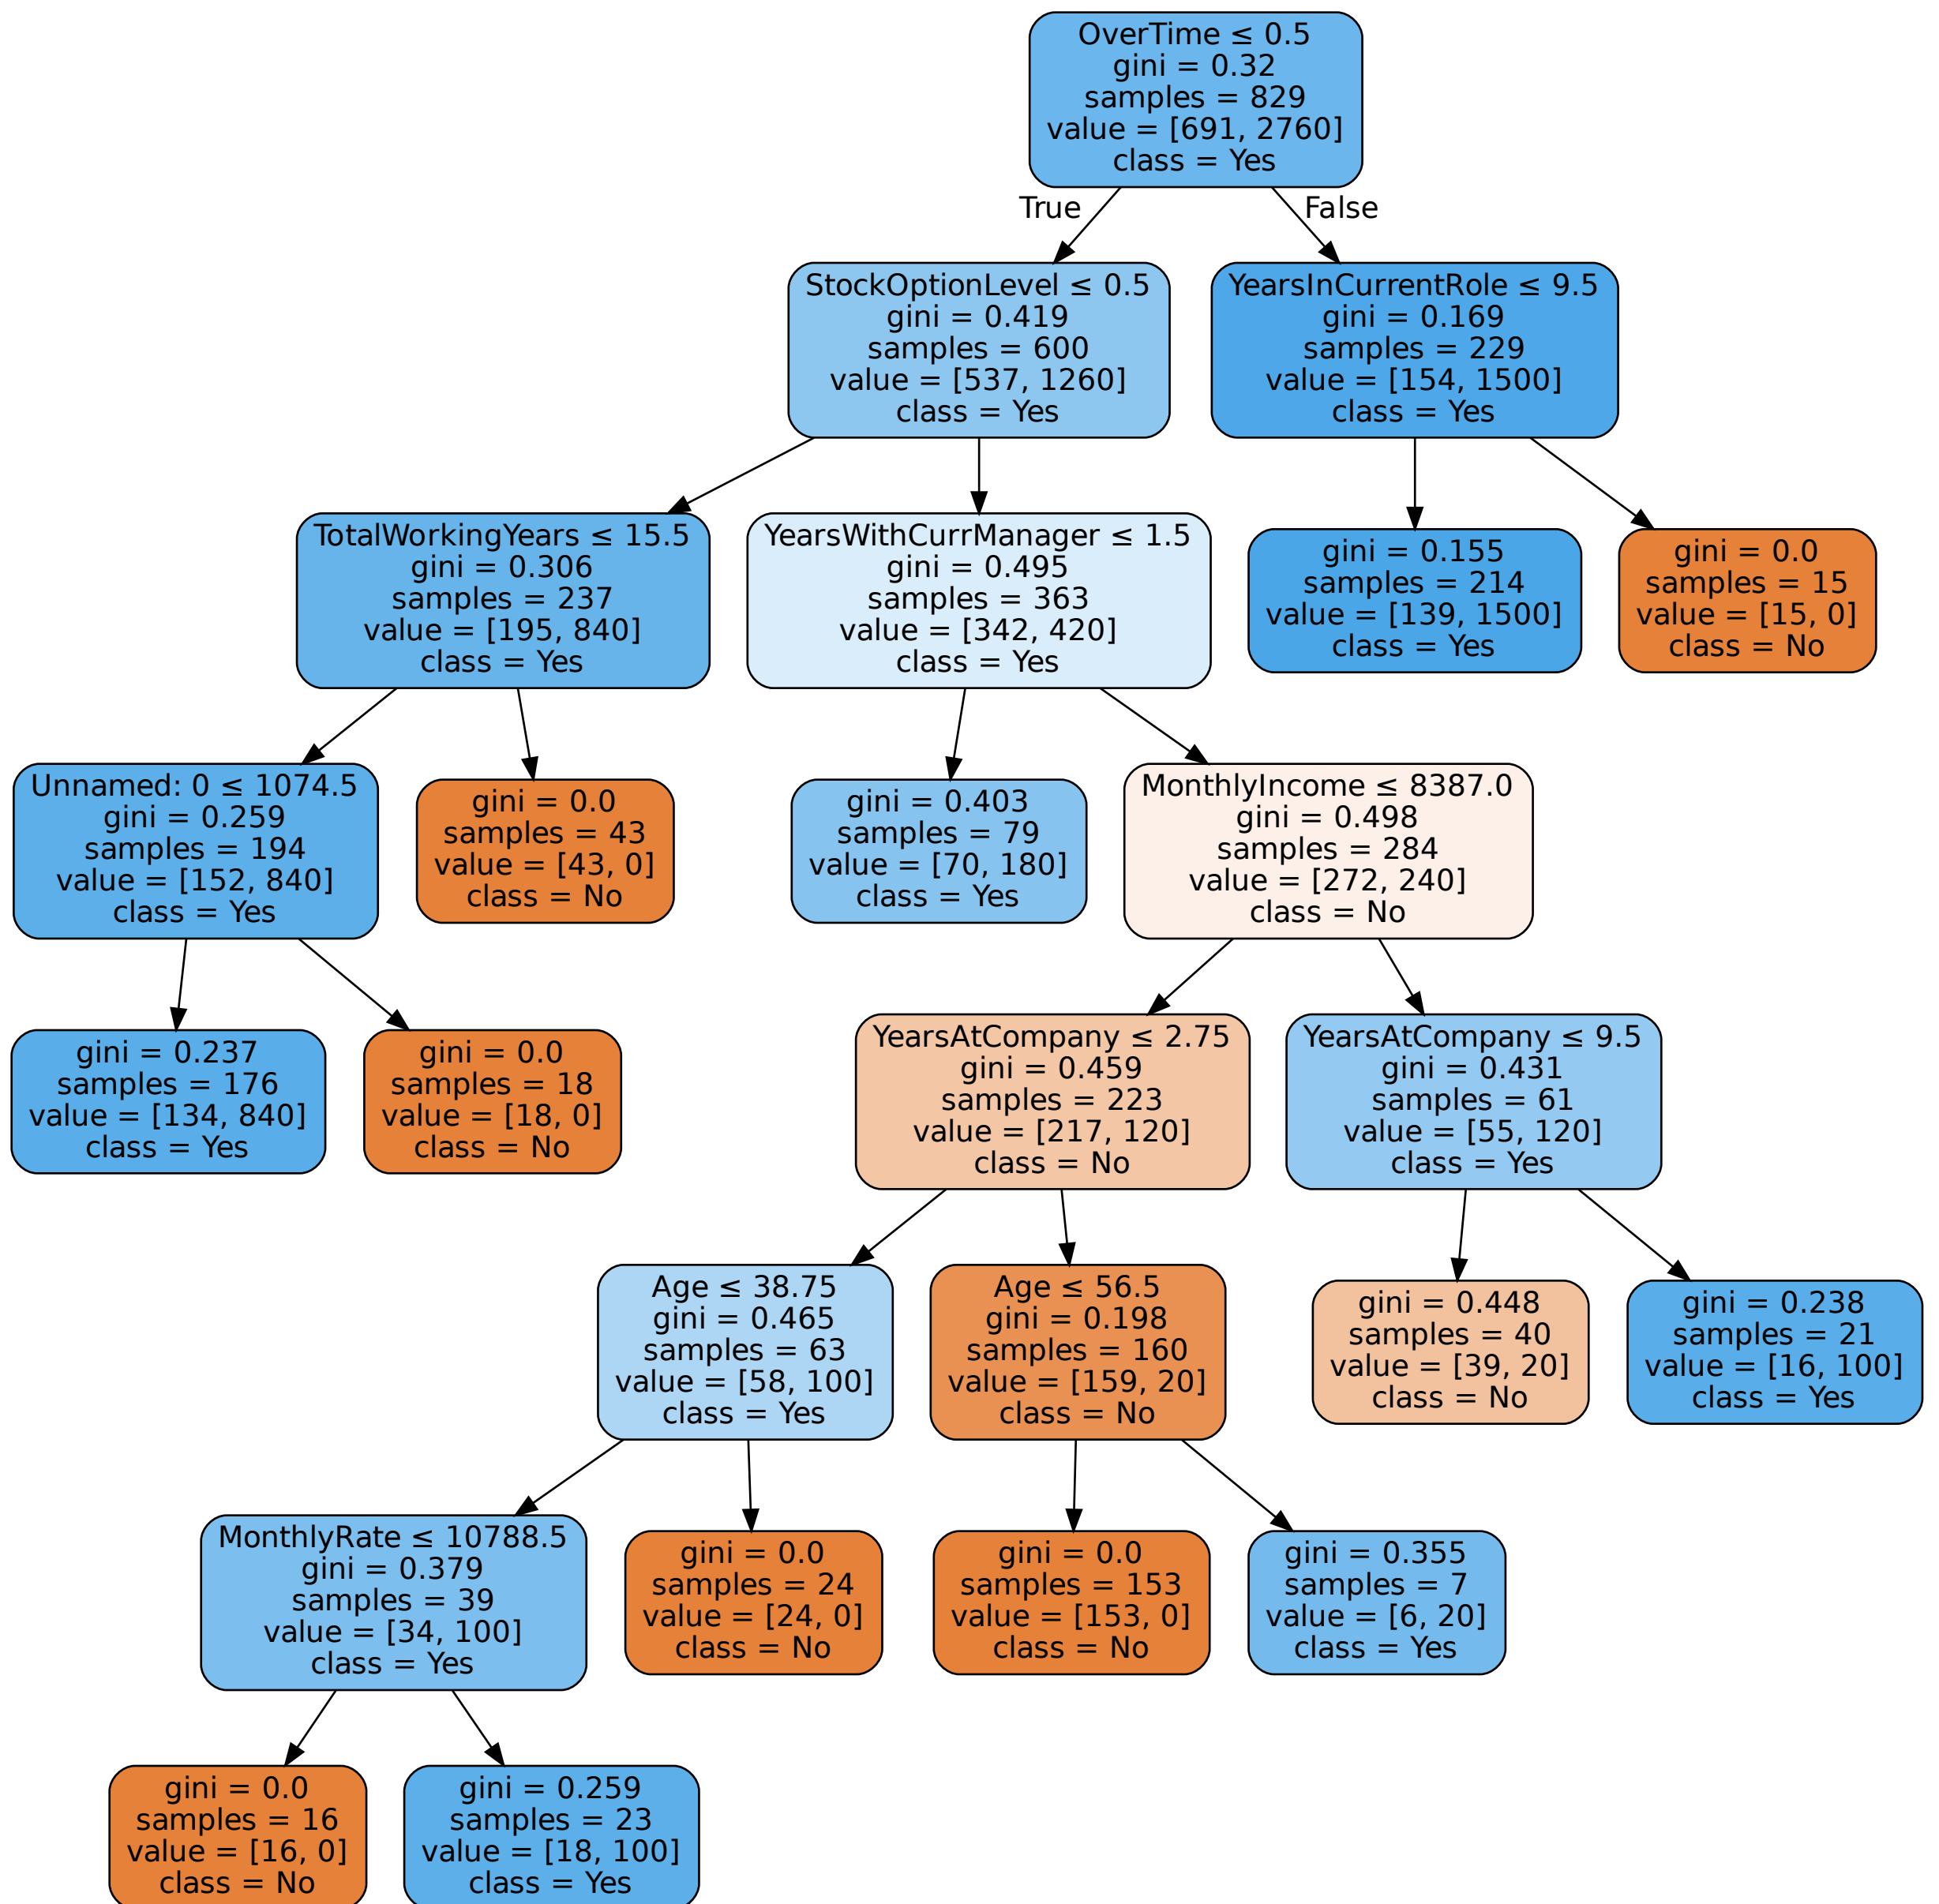 OverTime ≤ 0.5
gini = 0.32
samples = 829
value = [691, 2760]
class = Yes
True
False
StockOptionLevel ≤ 0.5
gini = 0.419
samples = 600
value = [537, 1260]
class = Yes
YearsInCurrentRole ≤ 9.5
gini = 0.169
samples = 229
value = [154, 1500]
class = Yes
TotalWorkingYears ≤ 15.5
gini = 0.306
samples = 237
value = [195, 840]
class = Yes
YearsWithCurrManager ≤ 1.5
gini = 0.495
samples = 363
value = [342, 420]
class = Yes
gini = 0.155
samples = 214
value = [139, 1500]
class = Yes
gini = 0.0
samples = 15
value = [15, 0]
class = No
Unnamed: 0 ≤ 1074.5
gini = 0.259
samples = 194
value = [152, 840]
class = Yes
gini = 0.0
samples = 43
value = [43, 0]
class = No
gini = 0.403
samples = 79
value = [70, 180]
class = Yes
MonthlyIncome ≤ 8387.0
gini = 0.498
samples = 284
value = [272, 240]
class = No
gini = 0.237
samples = 176
value = [134, 840]
class = Yes
gini = 0.0
samples = 18
value = [18, 0]
class = No
YearsAtCompany ≤ 2.75
gini = 0.459
samples = 223
value = [217, 120]
class = No
YearsAtCompany ≤ 9.5
gini = 0.431
samples = 61
value = [55, 120]
class = Yes
Age ≤ 38.75
gini = 0.465
samples = 63
value = [58, 100]
class = Yes
Age ≤ 56.5
gini = 0.198
samples = 160
value = [159, 20]
class = No
gini = 0.448
samples = 40
value = [39, 20]
class = No
gini = 0.238
samples = 21
value = [16, 100]
class = Yes
MonthlyRate ≤ 10788.5
gini = 0.379
samples = 39
value = [34, 100]
class = Yes
gini = 0.0
samples = 24
value = [24, 0]
class = No
gini = 0.0
samples = 153
value = [153, 0]
class = No
gini = 0.355
samples = 7
value = [6, 20]
class = Yes
gini = 0.0
samples = 16
value = [16, 0]
class = No
gini = 0.259
samples = 23
value = [18, 100]
class = Yes